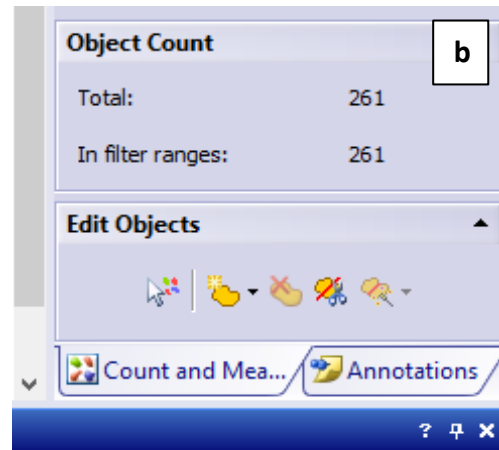 Object Count
b
Total: 261
In filter ranges: 261
Edit Objects
Count and Mea... Annotations
?